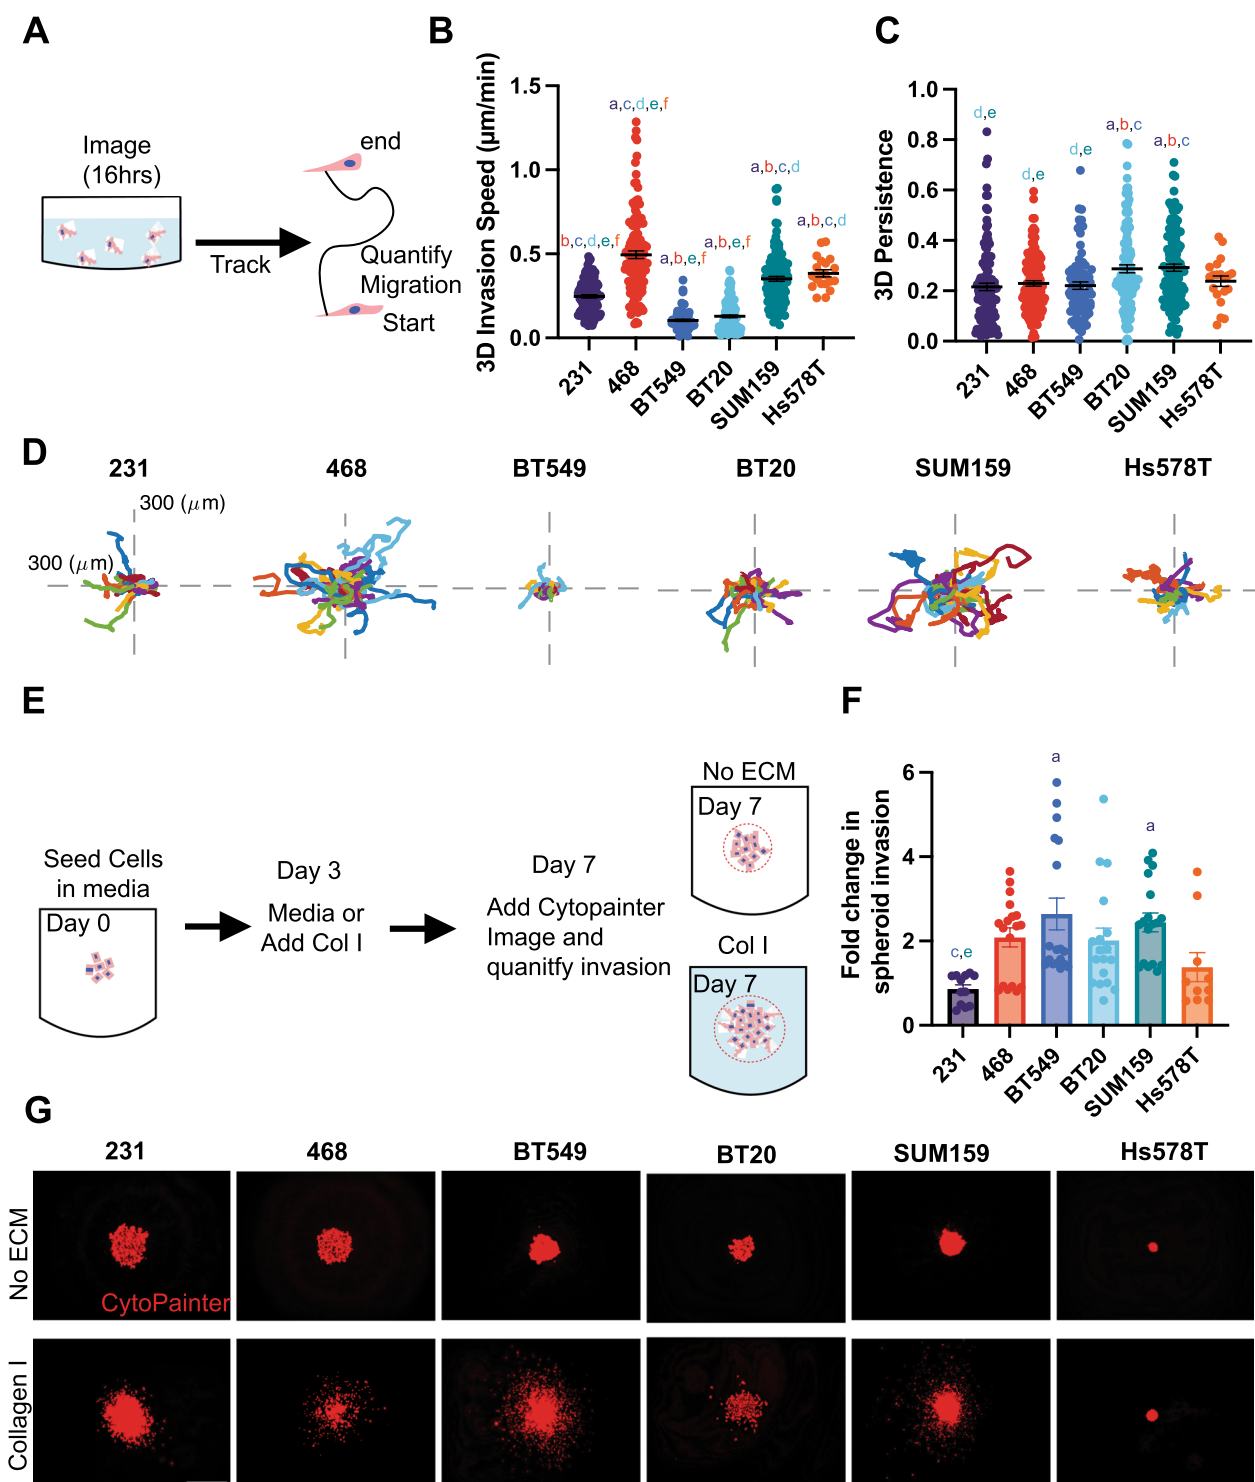 A
Image
(16hrs)
Track
end
Quantify
Migration
Start
B
3D Invasion Speed (μm/min)
1.5
1.0
0.5
0.0
a,c,d,e,f
b,c,d,e,f
a,b,e,f
a,b,e,f
a,b,c,d
a,b,c,d
231
468
BT549
BT20
SUM159
Hs578T
C
3D Persistence
1.0
0.8
0.6
0.4
0.2
0.0
d,e
d,e
d,e
a,b,c
a,b,c
231
468
BT549
BT20
SUM159
Hs578T
D
231
468
BT549
BT20
SUM159
Hs578T
300 (μm)
300 (μm)
E
Seed Cells
in media
Day 0
Day 3
Media or
Add Col I
Day 7
Add Cytopainter
Image and
quanitfy invasion
No ECM
Day 7
Col I
Day 7
F
Fold change in
spheroid invasion
6
4
2
0
c,e
a
a
231
468
BT549
BT20
SUM159
Hs578T
G
231
468
BT549
BT20
SUM159
Hs578T
No ECM
CytoPainter
Collagen I